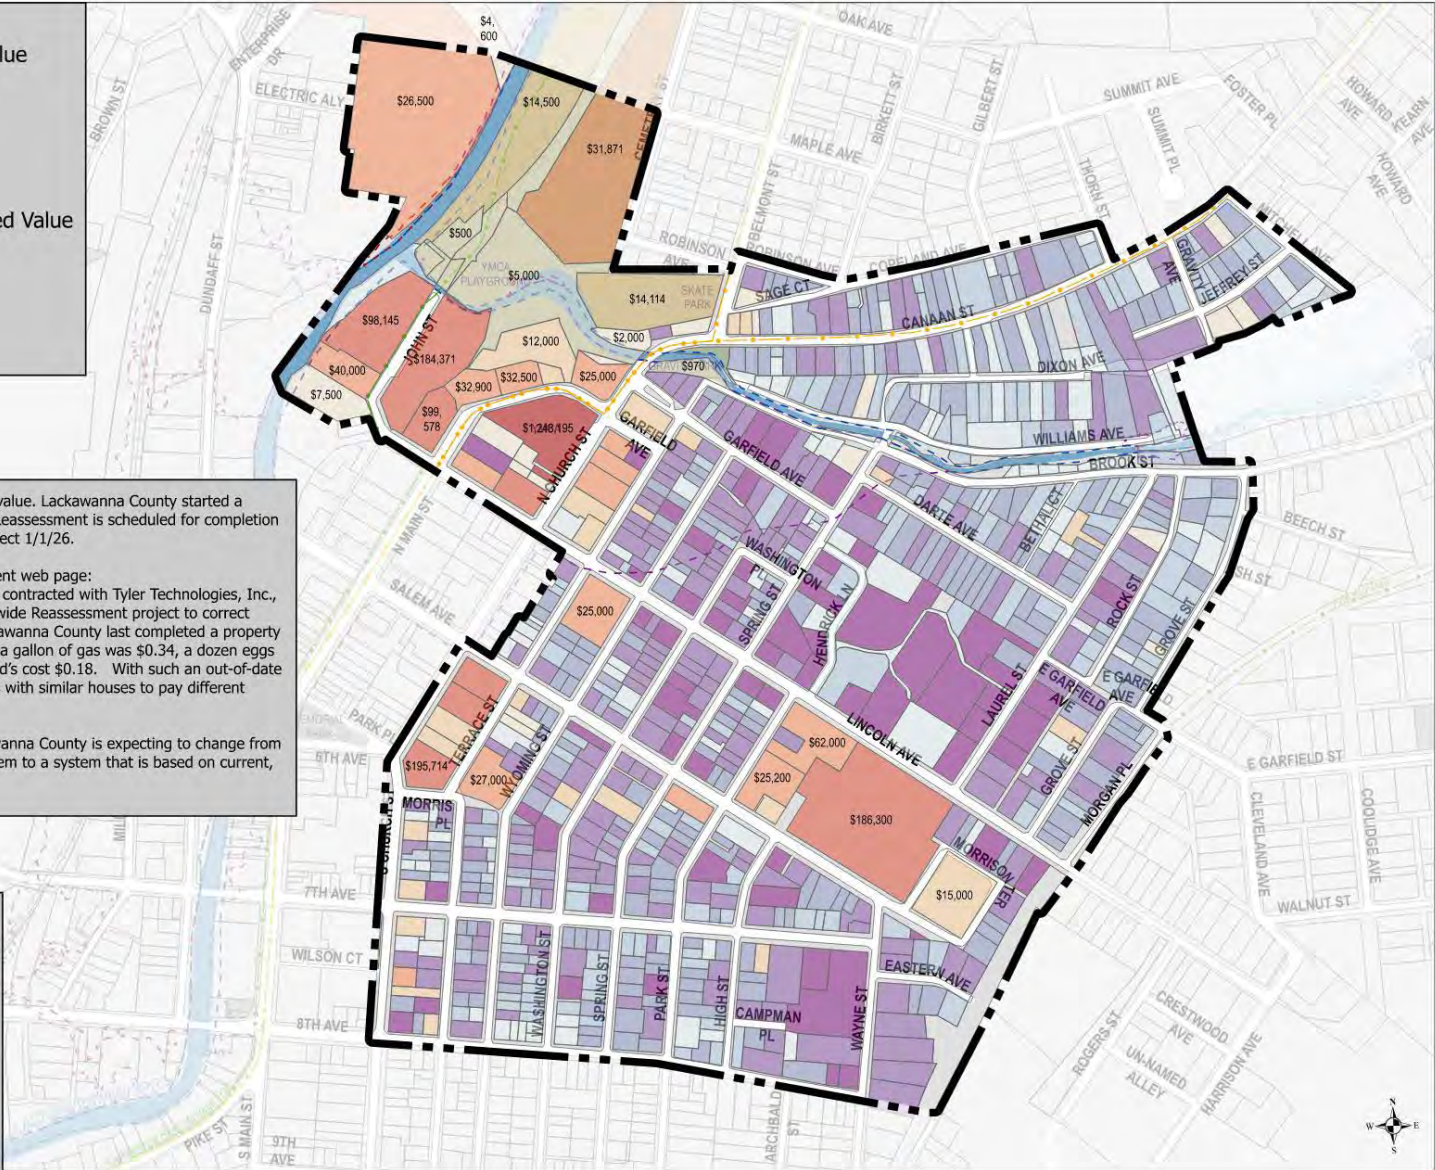 lue
ed Value
value. Lackawanna County started a
Reassessment is scheduled for completion
ect 1/1/26.
ent web page:
contracted with Tyler Technologies, Inc.,
wide Reassessment project to correct
awanna County last completed a property
a gallon of gas was $0.34, a dozen eggs
d's cost $0.18. With such an out-of-date
with similar houses to pay different
vanna County is expecting to change from
em to a system that is based on current,
$4,
600
OAK AVE
ENTERPRISE
DR
ELECTRIC ALY
BROWN ST
$26,500
$14,500
$31,871
BIRKETT ST
GILBERT ST
SUMMIT AVE
FOSTER PL
HOWARD
AVE
KEARN
AVE
MAPLE AVE
SUMMIT PL
THORN ST
HOWARD
AVE
BELMONT ST
DUNDAFF ST
$500
ROBINSON
AVE
ROBINSON AVE
COPELAND AVE
GRAVITY
AVE
YMCA
PLAYGROUND
$5,000
$14,114
SKATE
PARK
SAGE CT
JEFFREY ST
CANAAN ST
$98,145
JOHN ST
$12,000
$2,000
$184,371
$40,000
$7,500
$32,900
$32,500
$25,000
$970
DIXON AVE
$99,
578
N CHURCH ST
GARFIELD
AVE
GARFIELD AVE
WILLIAMS AVE
BROOK ST
N MAIN ST
DARTE AVE
BETHAL CT
BEECH ST
SALEM AVE
WASHINGTON
PL
SPRING ST
HENDRICK LN
ROCK ST
GROVE ST
$25,000
PARK PL
6TH AVE
TERRACE ST
WYOMING ST
LAUREL ST
E GARFIELD
AVE
E GARFIELD
AVE
LINCOLN AVE
$62,000
$195,714
$27,000
$25,200
GROVE ST
MORGAN PL
E GARFIELD ST
MORRIS
PL
$186,300
CLEVELAND AVE
COOLIDGE AVE
7TH AVE
$15,000
WALNUT ST
WILSON CT
WASHINGTON ST
SPRING ST
PARK ST
HIGH ST
CAMPMAN
PL
WAYNE ST
EASTERN AVE
8TH AVE
CRESTWOOD
AVE
ROGERS ST
UN-NAMED
ALLEY
HARRISON AVE
PIKE ST
S MAIN ST
9TH
AVE
ARCHBALD
ST
N
W
E
S